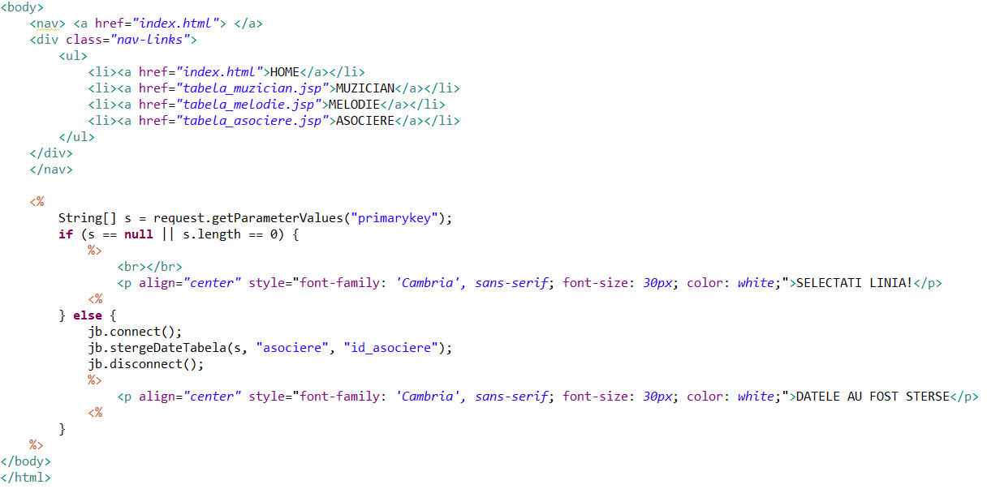 <body>
    <nav> <a href="index.html"> </a>
    <div class="nav-links">
        <ul>
            <li><a href="index.html">HOME</a></li>
            <li><a href="tabela_muzician.jsp">MUZICIAN</a></li>
            <li><a href="tabela_melodie.jsp">MELODIE</a></li>
            <li><a href="tabela_asociere.jsp">ASOCIERE</a></li>
        </ul>
    </div>
    </nav>

    <%
        String[] s = request.getParameterValues("primarykey");
        if (s == null || s.length == 0) {
            %>
                <br></br>
                <p align="center" style="font-family: 'Cambria', sans-serif; font-size: 30px; color: white;">SELECTATI LINIA!</p>
            <%
        } else {
            jb.connect();
            jb.stergeDateTabela(s, "asociere", "id_asociere");
            jb.disconnect();
            %>
                <p align="center" style="font-family: 'Cambria', sans-serif; font-size: 30px; color: white;">DATELE AU FOST STERSE</p>
            <%
        }
    %>
</body>
</html>